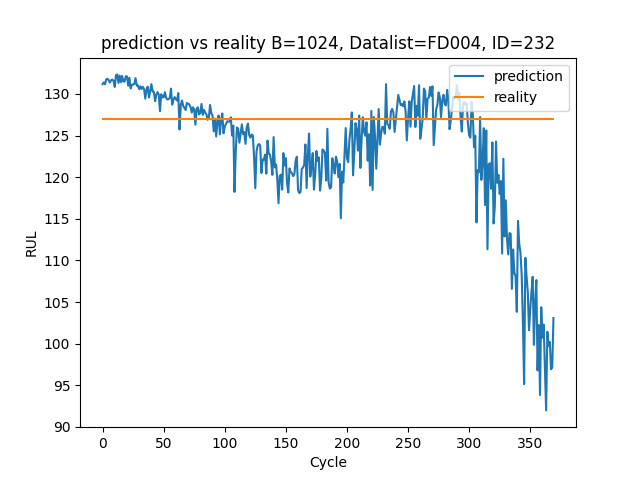 prediction vs reality B=1024, Datalist=FD004, ID=232
prediction
reality
RUL
130
125
120
115
110
105
100
95
90
0 50 100 150 200 250 300 350
Cycle